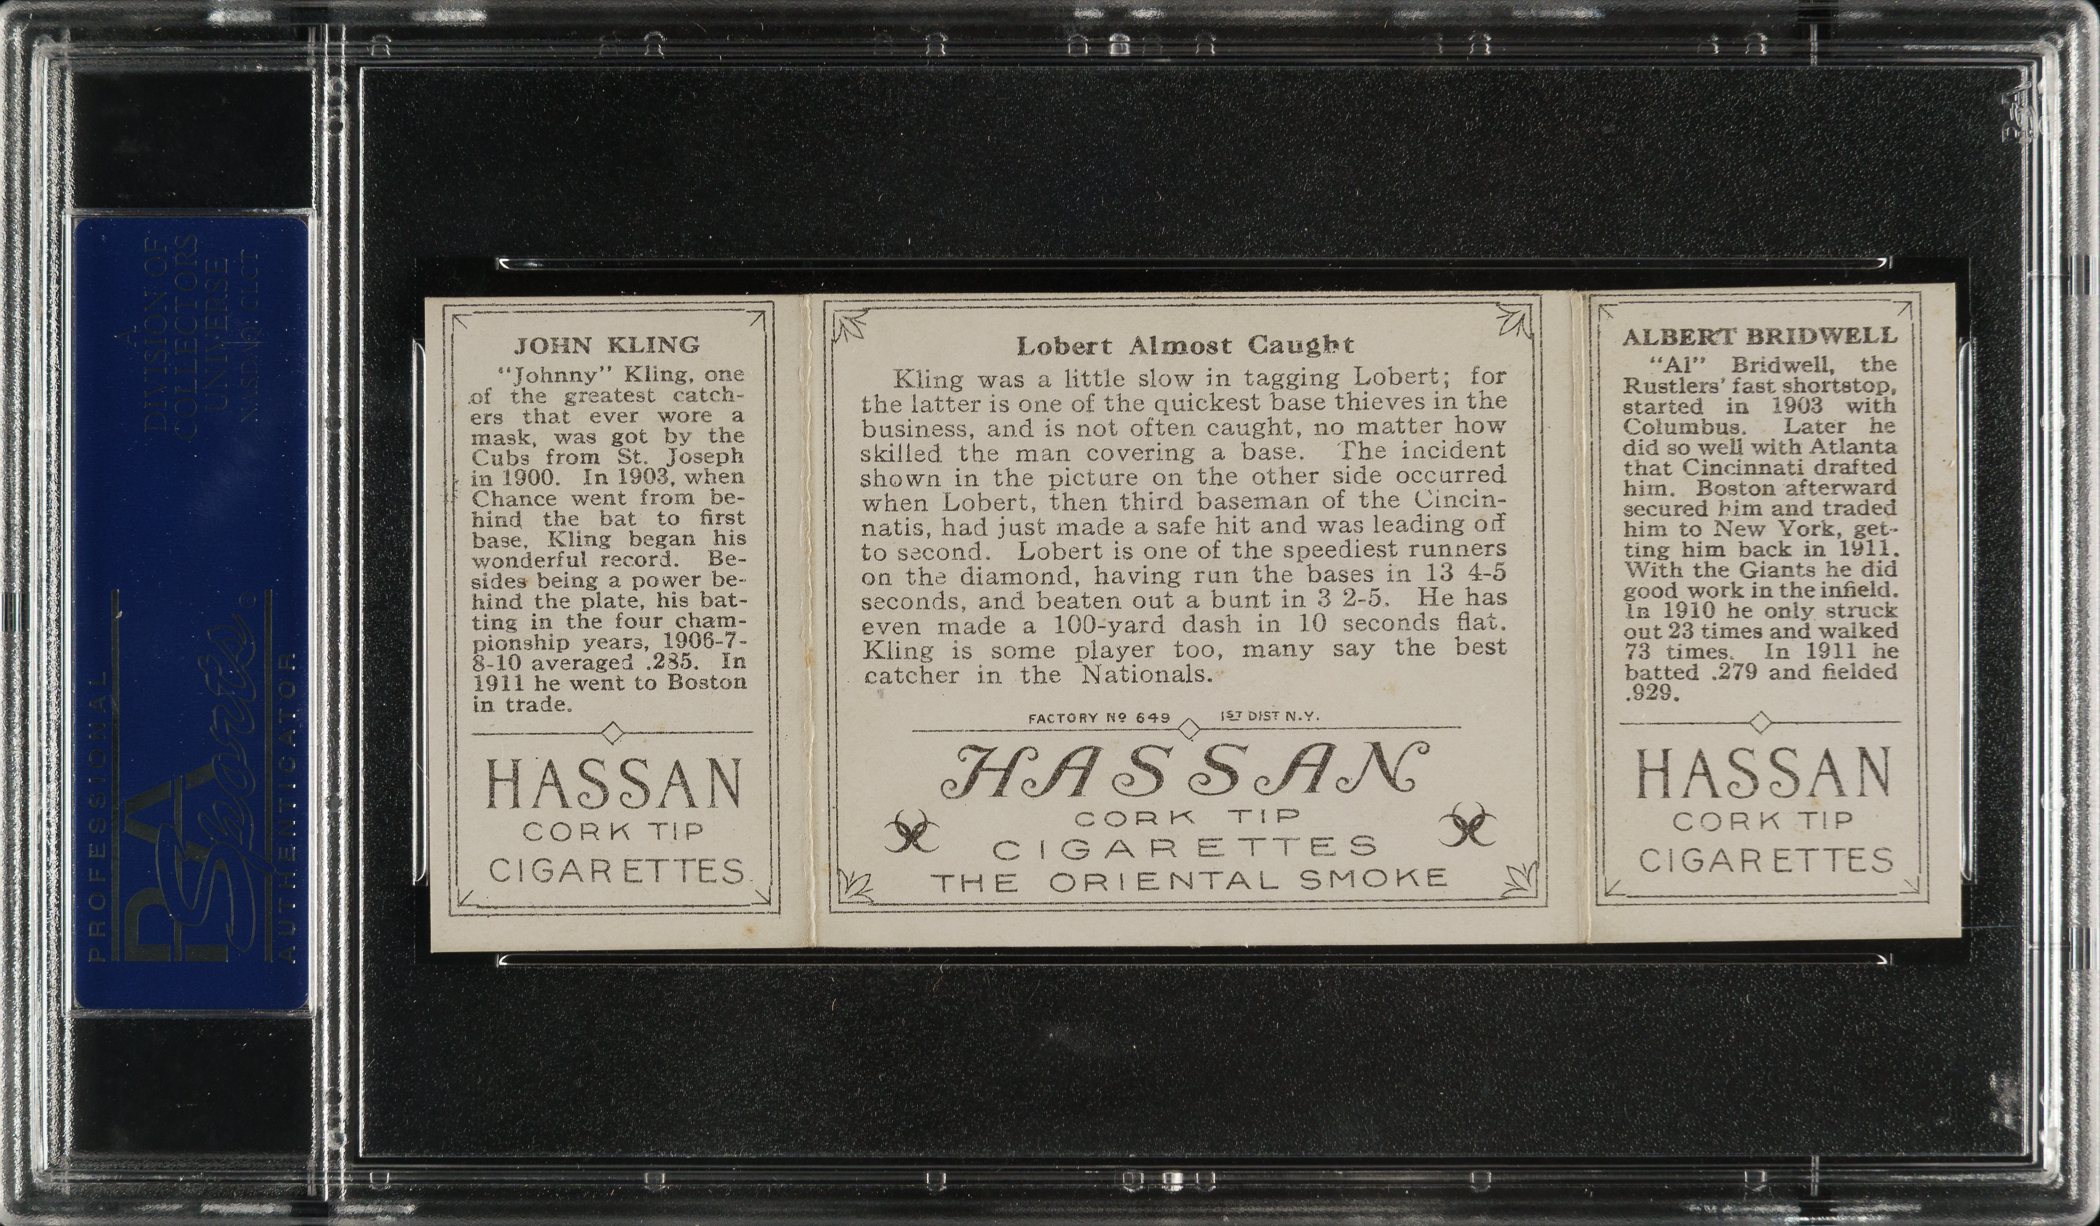 A
DIVISION OF
COLLECTORS
UNIVERSE
NASDAQ: CLCT
PROFESSIONAL
PSA
Sports
AUTHENTICATOR
JOHN KLING
"Johnny" Kling, one
of the greatest catch-
ers that ever wore a
mask, was got by the
Cubs from St. Joseph
in 1900. In 1903, when
Chance went from be-
hind the bat to first
base, Kling began his
wonderful record. Be-
sides being a power be-
hind the plate, his bat-
ting in the four cham-
pionship years, 1906-7-
8-10 averaged .285. In
1911 he went to Boston
in trade.
HASSAN
CORK TIP
CIGARETTES
Lobert Almost Caught
Kling was a little slow in tagging Lobert; for
the latter is one of the quickest base thieves in the
business, and is not often caught, no matter how
skilled the man covering a base. The incident
shown in the picture on the other side occurred
when Lobert, then third baseman of the Cincin-
natis, had just made a safe hit and was leading off
to second. Lobert is one of the speediest runners
on the diamond, having run the bases in 13 4-5
seconds, and beaten out a bunt in 3 2-5. He has
even made a 100-yard dash in 10 seconds flat.
Kling is some player too, many say the best
catcher in the Nationals.
FACTORY Nº 649 1ST DIST N.Y.
HASSAN
CORK TIP
CIGARETTES
THE ORIENTAL SMOKE
ALBERT BRIDWELL
"Al" Bridwell, the
Rustlers' fast shortstop,
started in 1903 with
Columbus. Later he
did so well with Atlanta
that Cincinnati drafted
him. Boston afterward
secured him and traded
him to New York, get-
ting him back in 1911.
With the Giants he did
good work in the infield.
In 1910 he only struck
out 23 times and walked
73 times. In 1911 he
batted .279 and fielded
.929.
HASSAN
CORK TIP
CIGARETTES